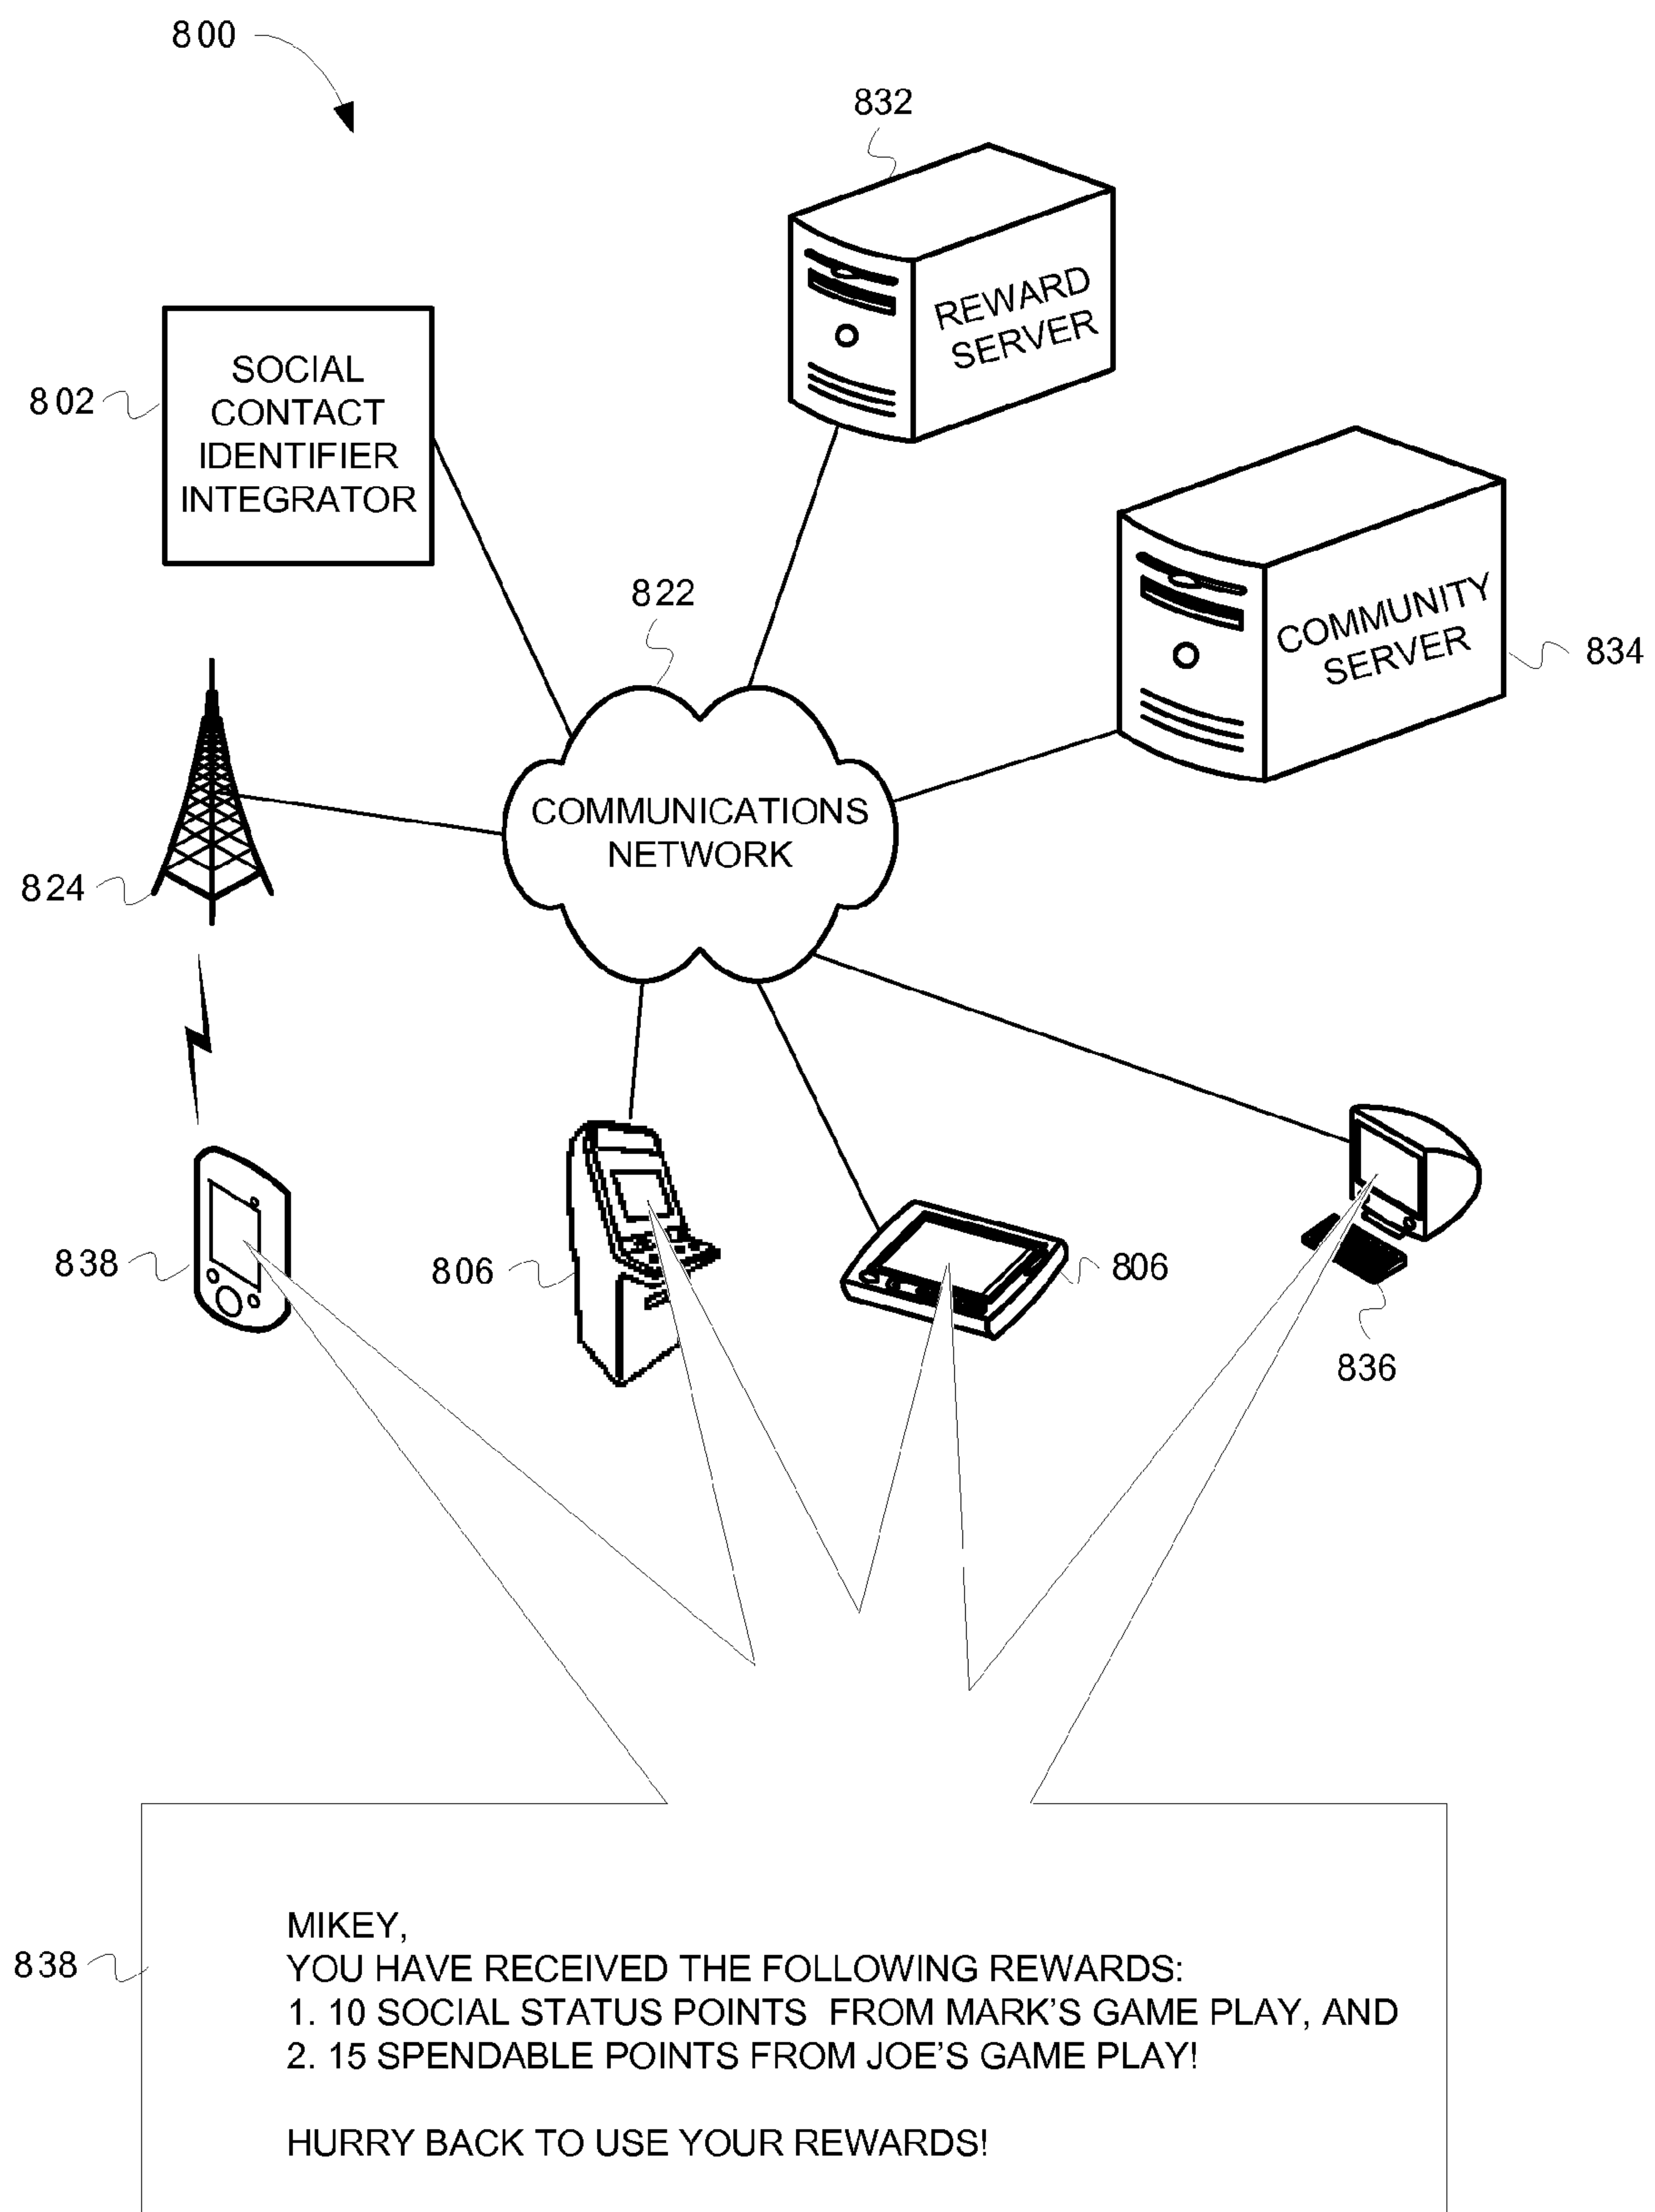 800
832
REWARD
SERVER
802
SOCIAL
CONTACT
IDENTIFIER
INTEGRATOR
822
COMMUNITY
SERVER
834
COMMUNICATIONS
NETWORK
824
838
806
806
836
838
MIKEY,
YOU HAVE RECEIVED THE FOLLOWING REWARDS:
1. 10 SOCIAL STATUS POINTS FROM MARK'S GAME PLAY, AND
2. 15 SPENDABLE POINTS FROM JOE'S GAME PLAY!
HURRY BACK TO USE YOUR REWARDS!